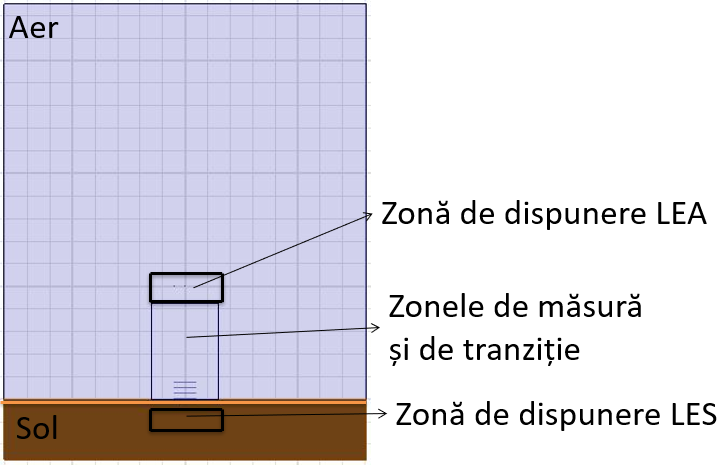 Aer
Zonă de dispunere LEA
Zonele de măsură
și de tranziție
Zonă de dispunere LES
Sol